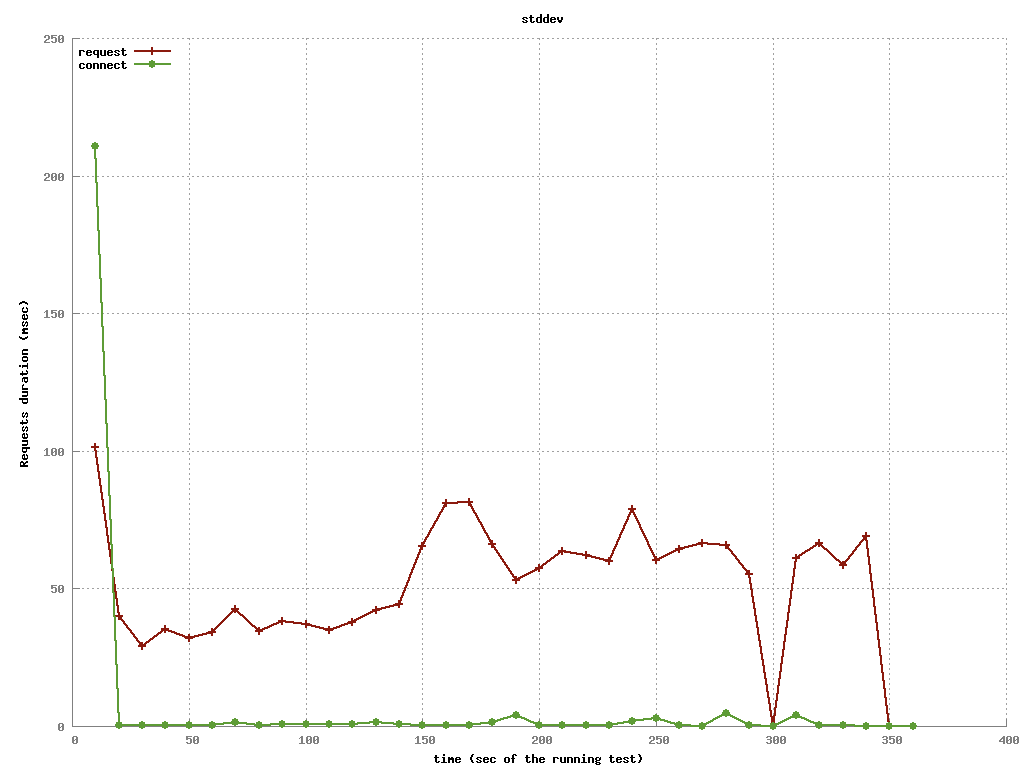 stddev
250
request
connect
200
150
100
50
0
Requests duration (msec)
0 50 100 150 200 250 300 350 400
time (sec of the running test)